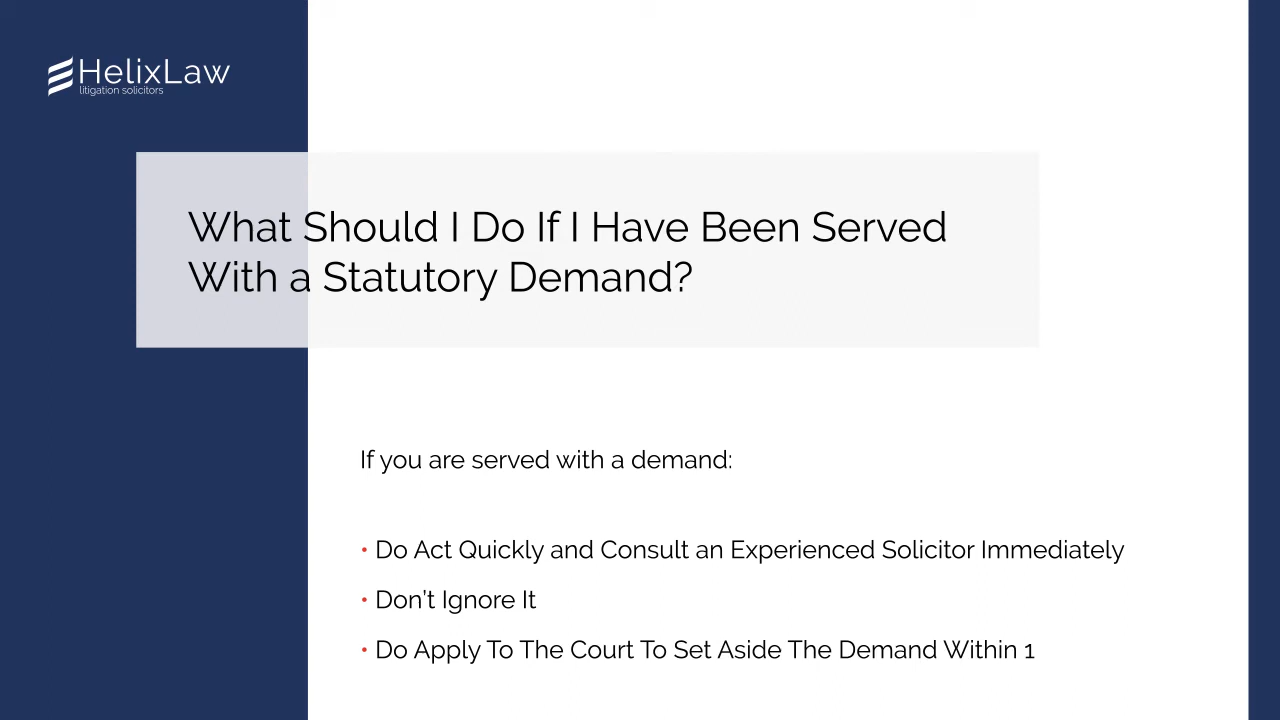 HelixLaw
litigation solicitors
What Should I Do If I Have Been Served
With a Statutory Demand?
If you are served with a demand:
• Do Act Quickly and Consult an Experienced Solicitor Immediately
• Don't Ignore It
• Do Apply To The Court To Set Aside The Demand Within 1